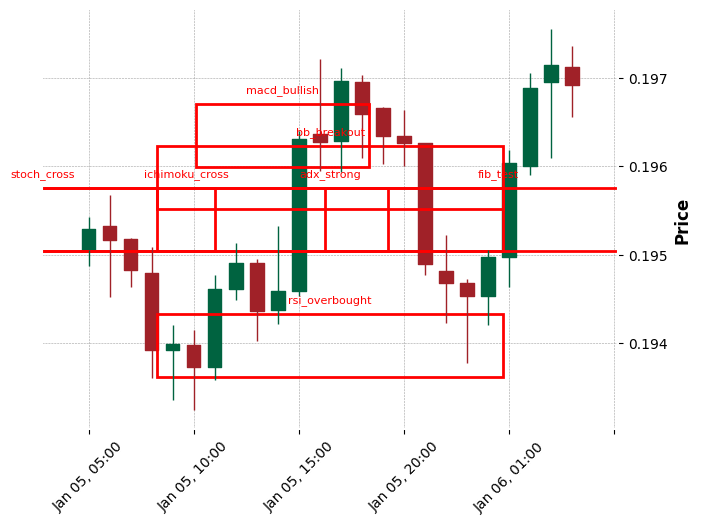 macd_bullish
bb_breakout
stoch_cross
ichimoku_cross
adx_strong
fib_test
rsi_overbought
0.197
0.196
0.195
0.194
Price
Jan 05, 05:00
Jan 05, 10:00
Jan 05, 15:00
Jan 05, 20:00
Jan 06, 01:00